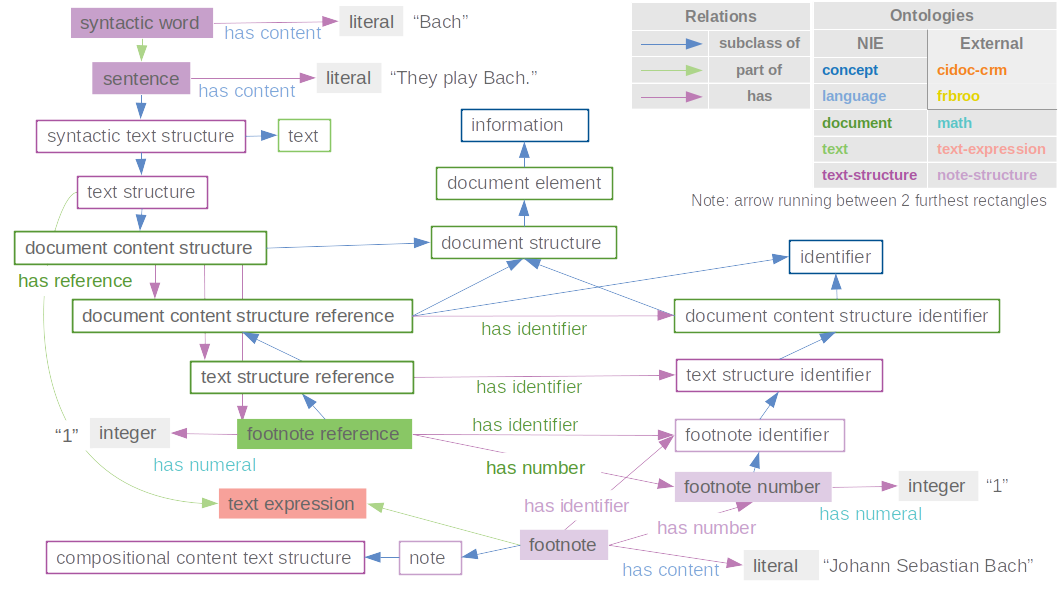 syntactic word
has content
literal
“Bach”
sentence
has content
literal
“They play Bach.”
Relations
subclass of
part of
has
Ontologies
NIE
External
concept
cidoc-crm
language
frbroo
document
math
text
text-expression
text-structure
note-structure
Note: arrow running between 2 furthest rectangles
syntactic text structure
text
information
text structure
document element
document content structure
document structure
identifier
has reference
document content structure reference
has identifier
document content structure identifier
text structure reference
has identifier
text structure identifier
“1”
integer
has numeral
footnote reference
has identifier
footnote identifier
has number
footnote number
integer
“1”
has numeral
text expression
has identifier
has number
footnote
compositional content text structure
note
has content
literal
“Johann Sebastian Bach”